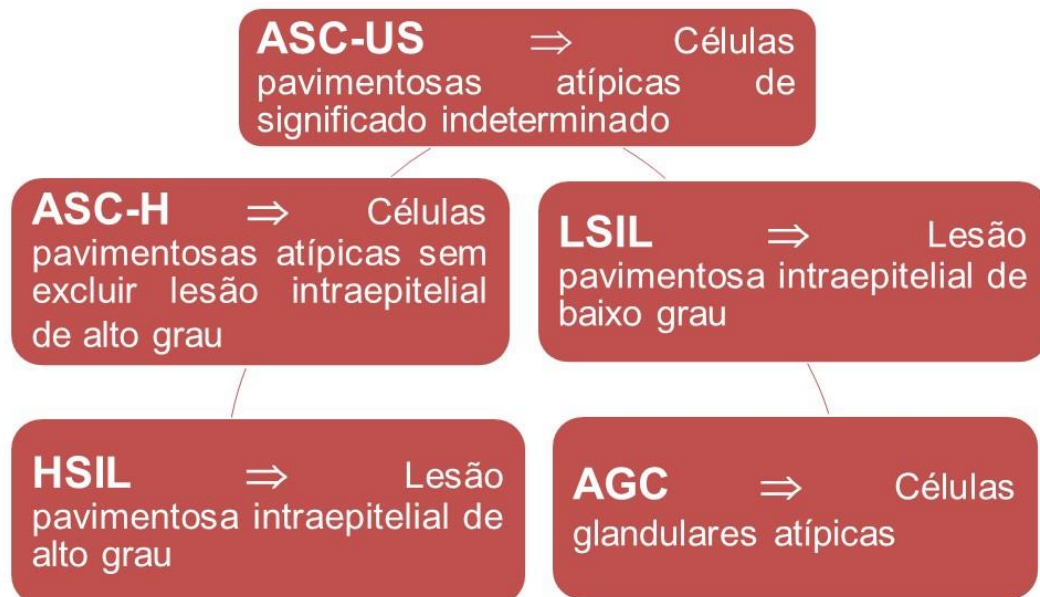 ASC-US ⇒ Células
pavimentosas atípicas de
significado indeterminado
ASC-H ⇒ Células
pavimentosas atípicas sem
excluir lesão intraepitelial
de alto grau
LSIL ⇒ Lesão
pavimentosa intraepitelial de
baixo grau
HSIL ⇒ Lesão
pavimentosa intraepitelial de
alto grau
AGC ⇒ Células
glandulares atípicas